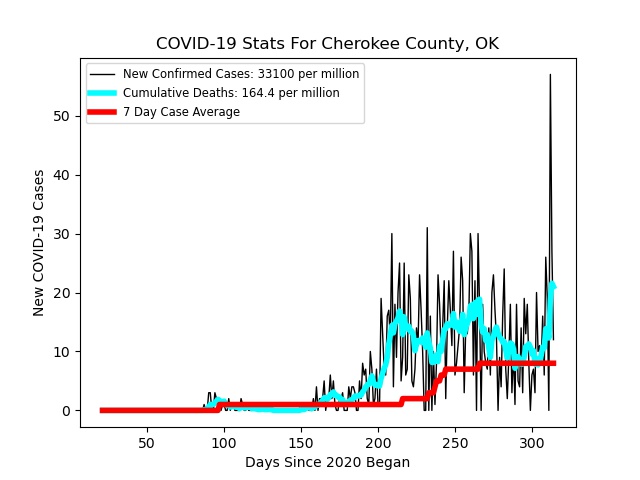 COVID-19 Stats For Cherokee County, OK
New Confirmed Cases: 33100 per million
Cumulative Deaths: 164.4 per million
7 Day Case Average
New COVID-19 Cases
50
40
30
20
10
0
50 100 150 200 250 300
Days Since 2020 Began